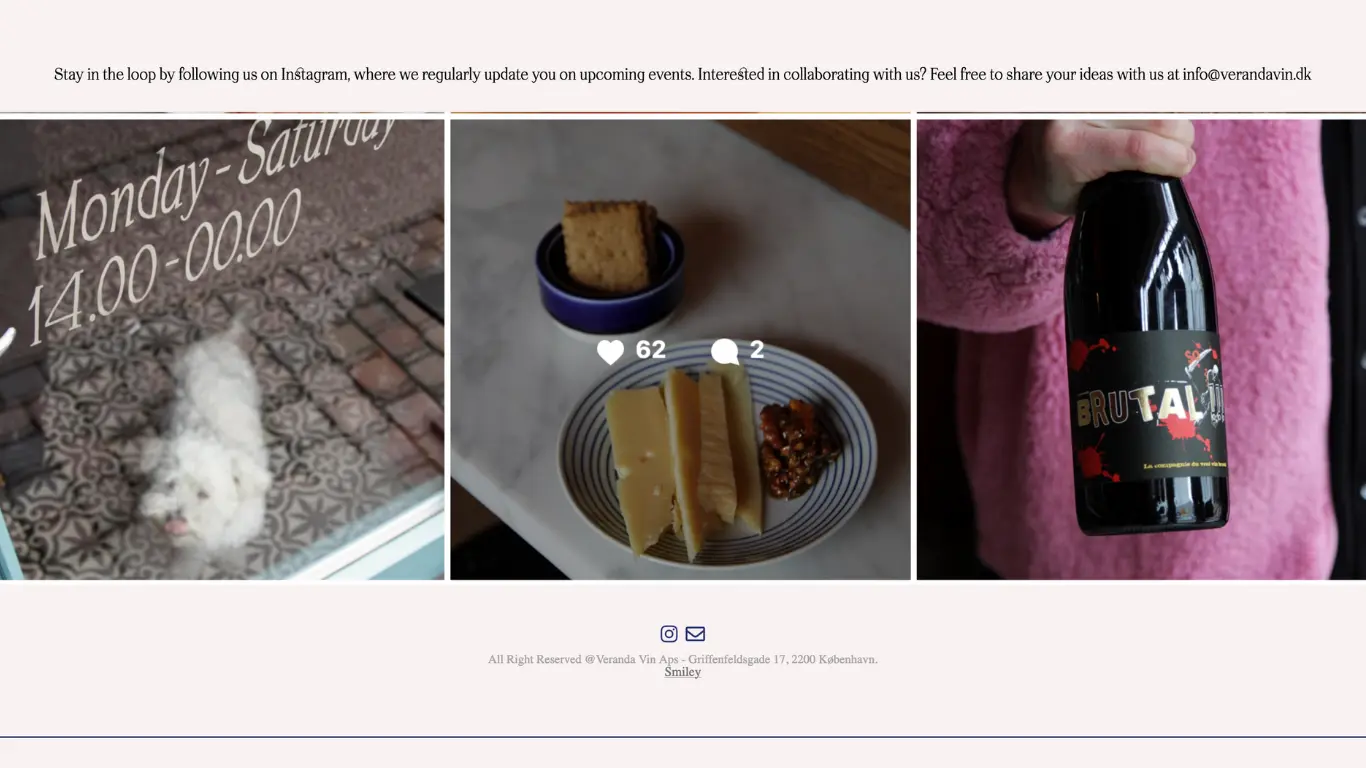 Stay in the loop by following us on Instagram, where we regularly update you on upcoming events. Interested in collaborating with us? Feel free to share your ideas with us at info@verandavin.dk
Monday - Saturday
14.00 - 00.00
62 2
BRUTAL !!!
La compagnie du vrai vin
All Right Reserved @Veranda Vin Aps - Griffenfeldsgade 17, 2200 København.
Smiley